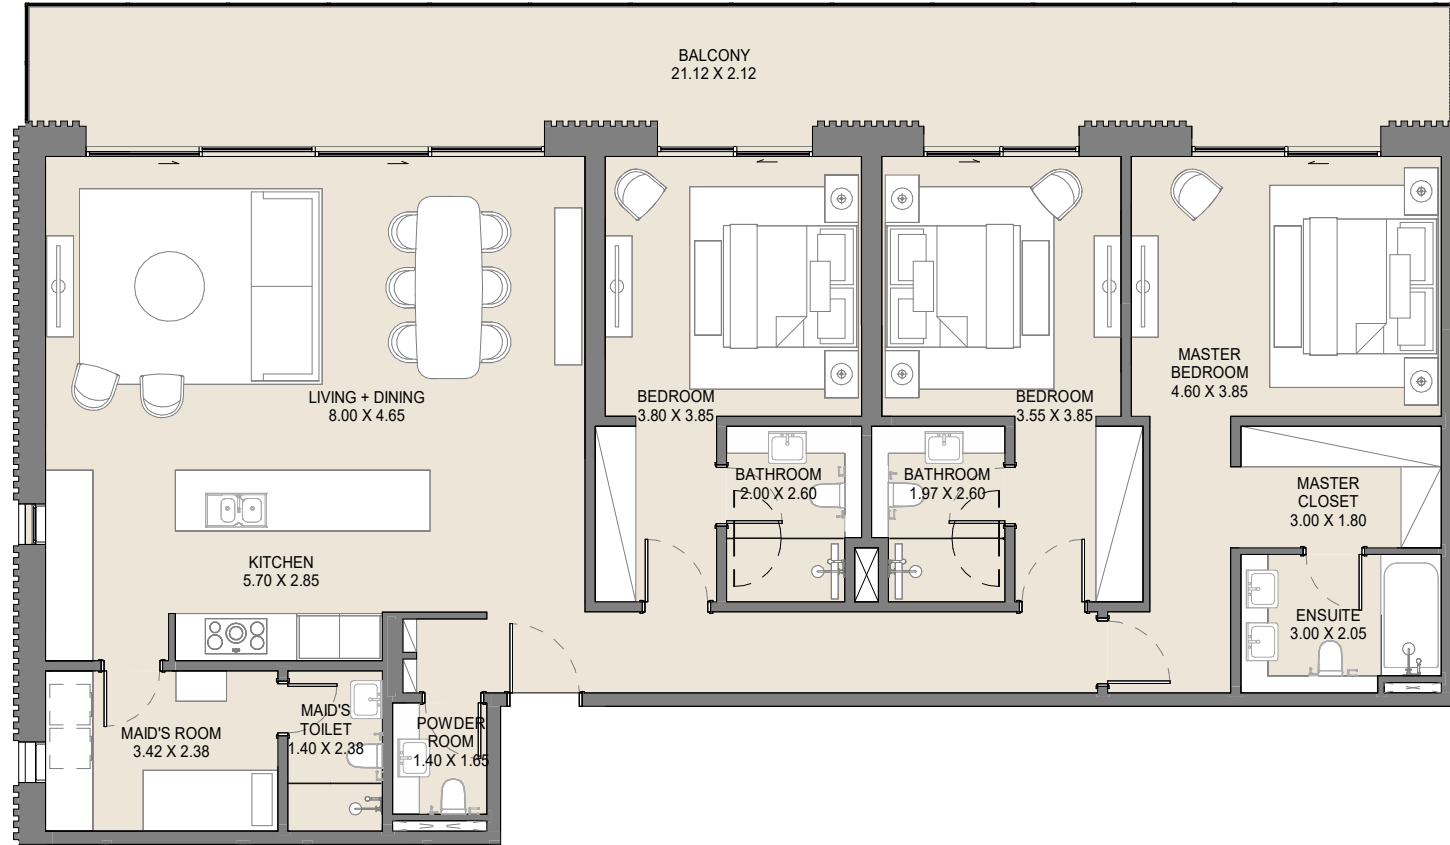 BALCONY
21.12 X 2.12
LIVING + DINING
8.00 X 4.65
BEDROOM
3.80 X 3.85
BEDROOM
3.55 X 3.85
MASTER
BEDROOM
4.60 X 3.85
BATHROOM
2.00 X 2.60
BATHROOM
1.97 X 2.60
MASTER
CLOSET
3.00 X 1.80
KITCHEN
5.70 X 2.85
ENSUITE
3.00 X 2.05
MAID'S ROOM
3.42 X 2.38
MAID'S
TOILET
1.40 X 2.38
POWDER
ROOM
1.40 X 1.65